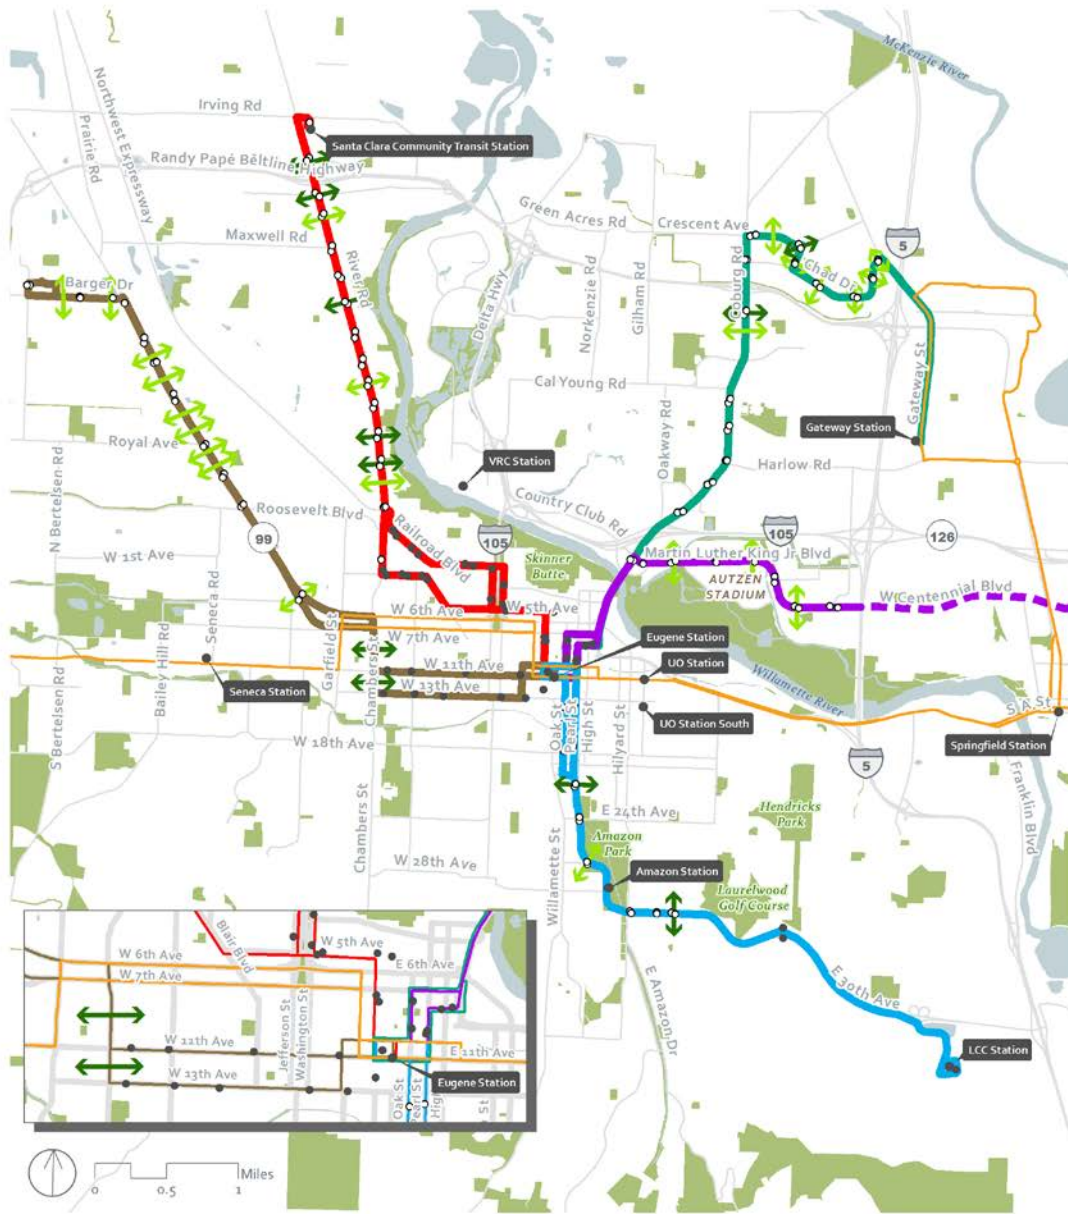 McKenzie River
Irving Rd
Northwest Expressway
Prairie Rd
Santa Clara Community Transit Station
Randy Papé Beltline Highway
Green Acres Rd
Crescent Ave
5
Maxwell Rd
River Rd
Delta Hwy
Norkenzie Rd
Gilham Rd
Coburg Rd
Chad Dr
Barger Dr
Gateway St
Cal Young Rd
Oakway Rd
Gateway Station
Royal Ave
N Bertelsen Rd
VRC Station
Harlow Rd
Roosevelt Blvd
Railroad Blvd
Country Club Rd
99
105
105
126
W 1st Ave
Skinner
Butte
Martin Luther King Jr Blvd
AUTZEN
STADIUM
W Centennial Blvd
Seneca Rd
W 6th Ave
W 5th Ave
W 7th Ave
Eugene Station
Bailey Hill Rd
Garfield St
Chambers St
W 11th Ave
UO Station
Seneca Station
W 13th Ave
Willamette River
S Bertelsen Rd
UO Station South
S A St
W 18th Ave
Oak St
Pearl St
High St
Hilyard St
Springfield Station
5
Franklin Blvd
Chambers St
E 24th Ave
Hendricks
Park
Amazon
Park
W 28th Ave
Willamette St
Amazon Station
Laurelwood
Golf Course
E Amazon Dr
E 30th Ave
LCC Station
Blair Blvd
W 5th Ave
W 6th Ave
E 6th Ave
W 7th Ave
Jefferson St
Washington St
W 11th Ave
E 11th Ave
W 13th Ave
Eugene Station
Oak St
Pearl St
High
St
Miles
0 0.5 1